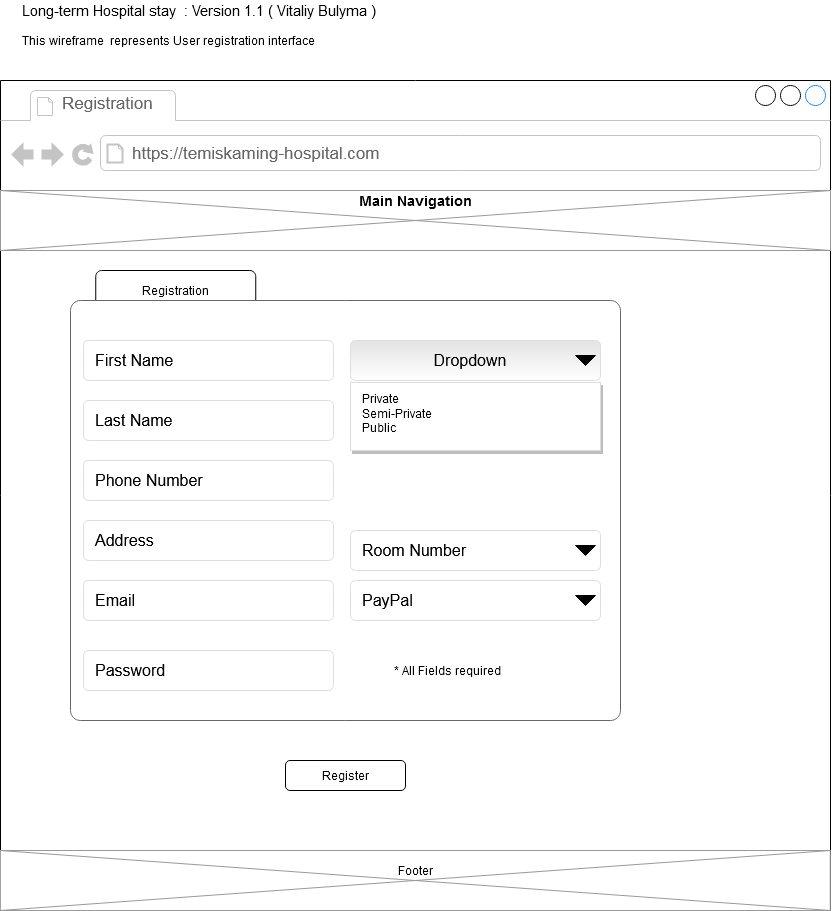 Long-term Hospital stay : Version 1.1 ( Vitaliy Bulyma )
This wireframe represents User registration interface
Registration
https://temiskaming-hospital.com
Main Navigation
Registration
First Name
Dropdown
Private
Semi-Private
Public
Last Name
Phone Number
Address
Room Number
Email
PayPal
Password
* All Fields required
Register
Footer